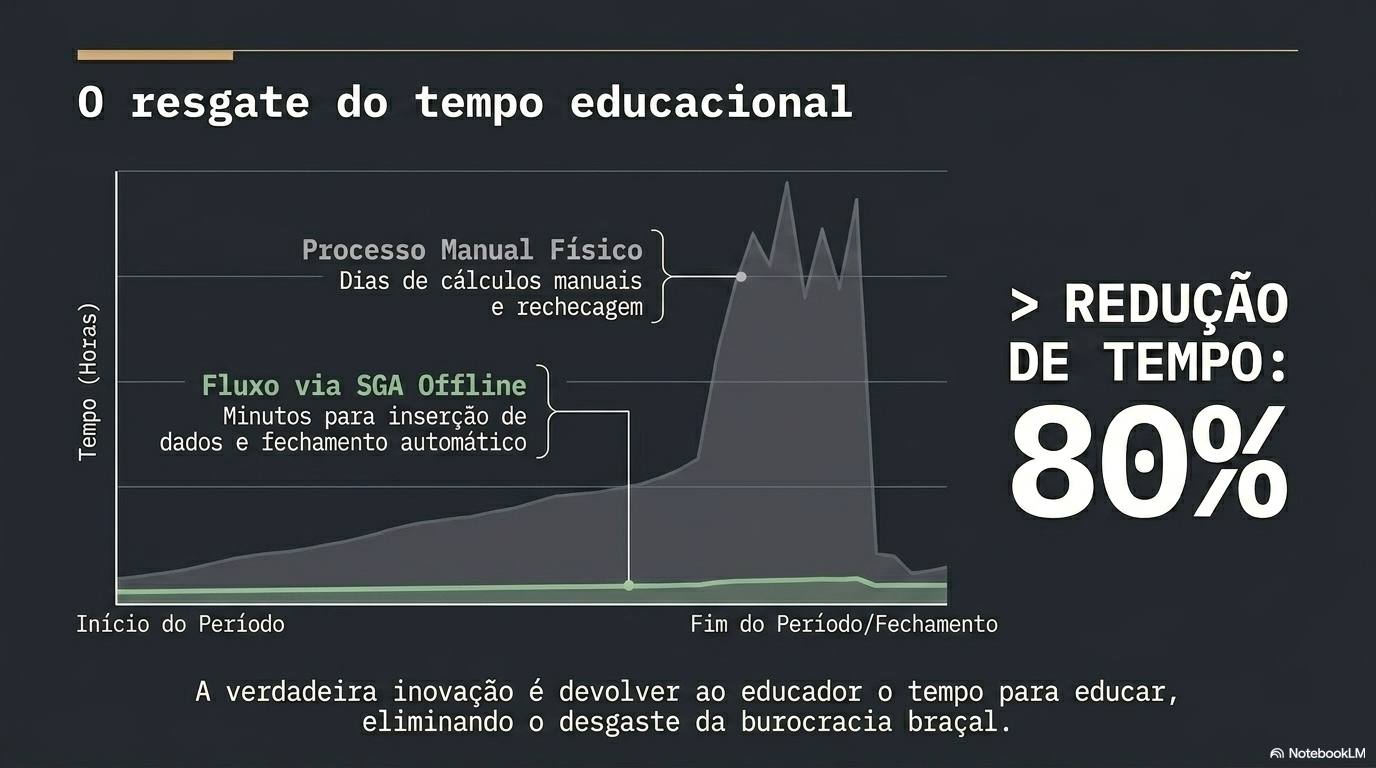 O resgate do tempo educacional
Processo Manual Físico
Dias de cálculos manuais
e rechecagem
Fluxo via SGA Offline
Minutos para inserção de
dados e fechamento automático
Tempo (Horas)
Início do Período
Fim do Período/Fechamento
> REDUÇÃO
DE TEMPO:
80%
A verdadeira inovação é devolver ao educador o tempo para educar,
eliminando o desgaste da burocracia braçal.
NotebookLM